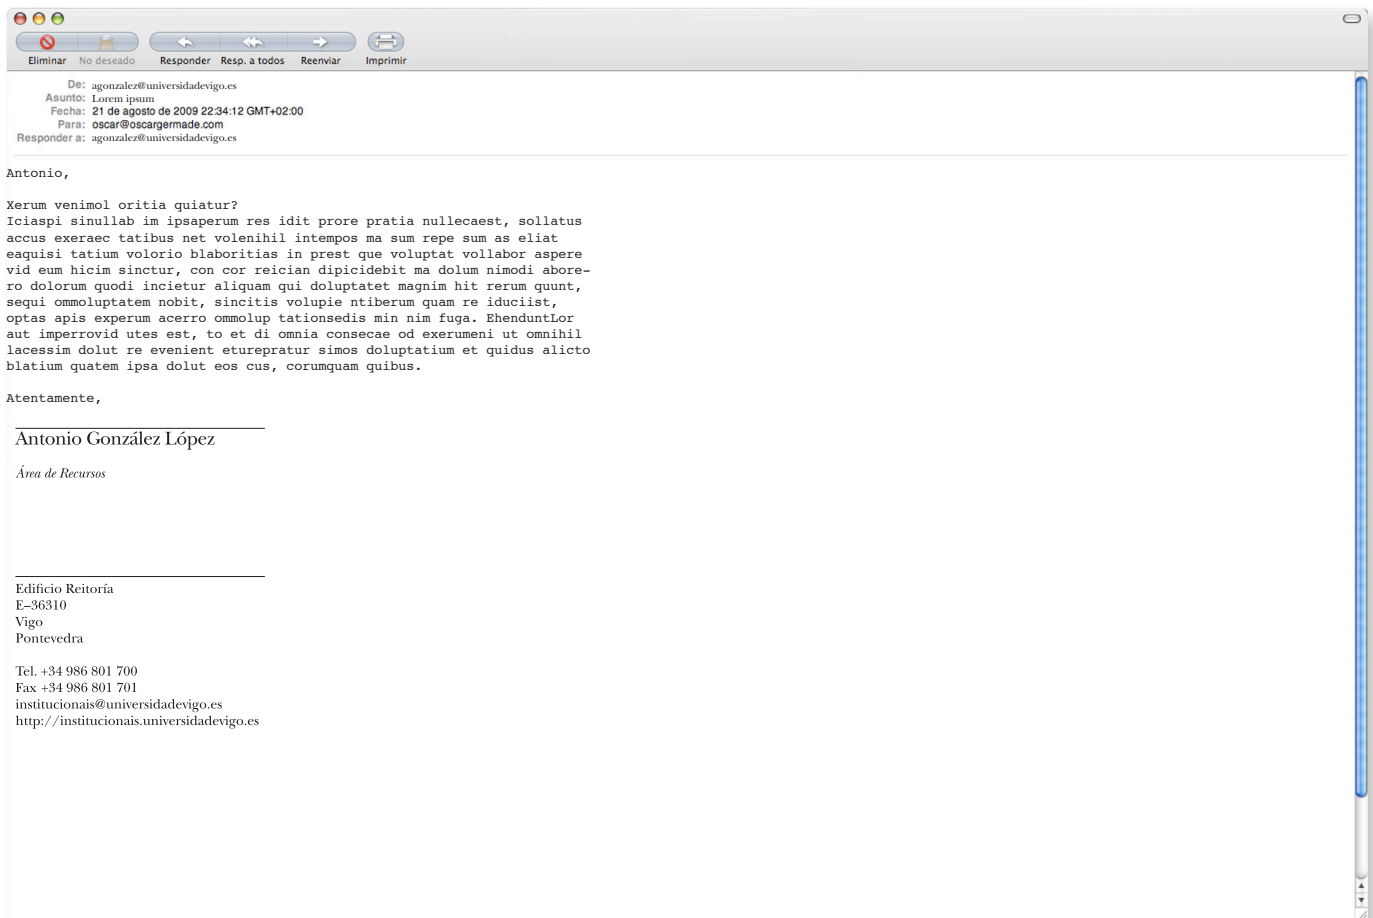 Eliminar No deseado Responder Resp. a todos Reenviar Imprimir
De: agonzalez@universidadevigo.es
Asunto: Lorem ipsum
Fecha: 21 de agosto de 2009 22:34:12 GMT+02:00
Para: oscar@oscargermade.com
Responder a: agonzalez@universidadevigo.es
Antonio,
Xerum venimol oritia quiatur?
Iciaspi sinullab im ipsaperum res idit prore pratia nullecaest, sollatus
accus exeraec tatibus net volenihil intempos ma sum repe sum as eliat
eaquisi tatium volorio blaboritias in prest que voluptat vollabor aspere
vid eum hicim sinctur, con cor reician dipicidebit ma dolum nimodi abore-
ro dolorum quodi incietur aliquam qui doluptatet magnim hit rerum quunt,
sequi ommoluptatem nobit, sincitis volupie ntiberum quam re iduciist,
optas apis experum acerro ommolup tationsedis min nim fuga. EhenduntLor
aut imperrovid utes est, to et di omnia consecae od exerumeni ut omnihil
lacessim dolut re evenient eturepratur simos doluptatium et quidus alicto
blatium quatem ipsa dolut eos cus, corumquam quibus.
Atentamente,
Antonio González López
Área de Recursos
Edificio Reitoría
E–36310
Vigo
Pontevedra
Tel. +34 986 801 700
Fax +34 986 801 701
institucionais@universidadevigo.es
http://institucionais.universidadevigo.es